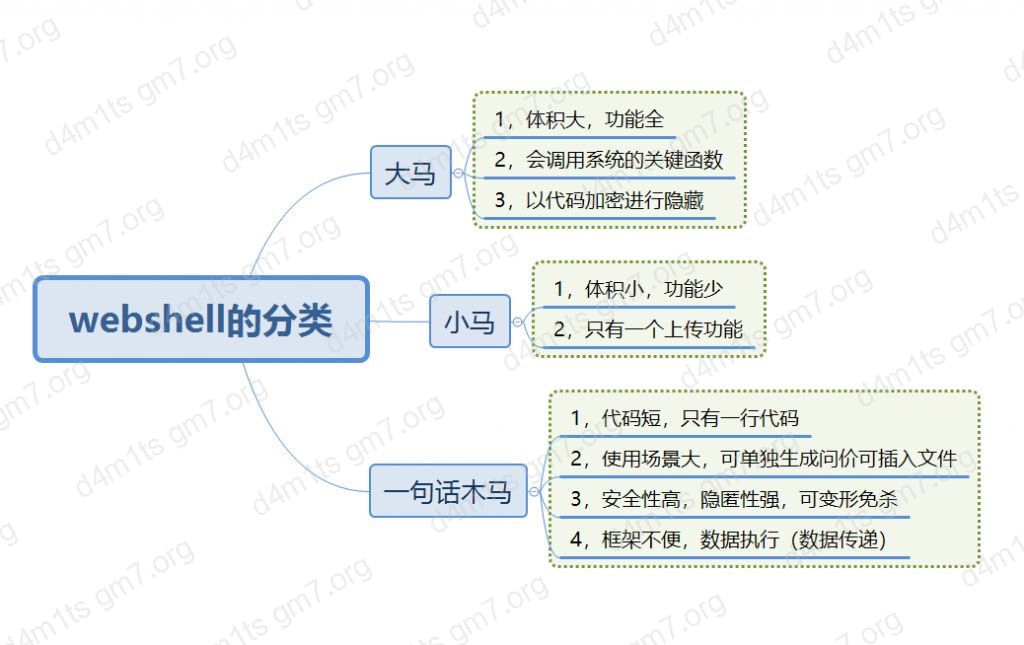 大马
1，体积大，功能全
2，会调用系统的关键函数
3，以代码加密进行隐藏
webshell的分类
小马
1，体积小，功能少
2，只有一个上传功能
一句话木马
1，代码短，只有一行代码
2，使用场景大，可单独生成问价可插入文件
3，安全性高，隐匿性强，可变形免杀
4，框架不便，数据执行（数据传递）
d4m1ts gm7.org